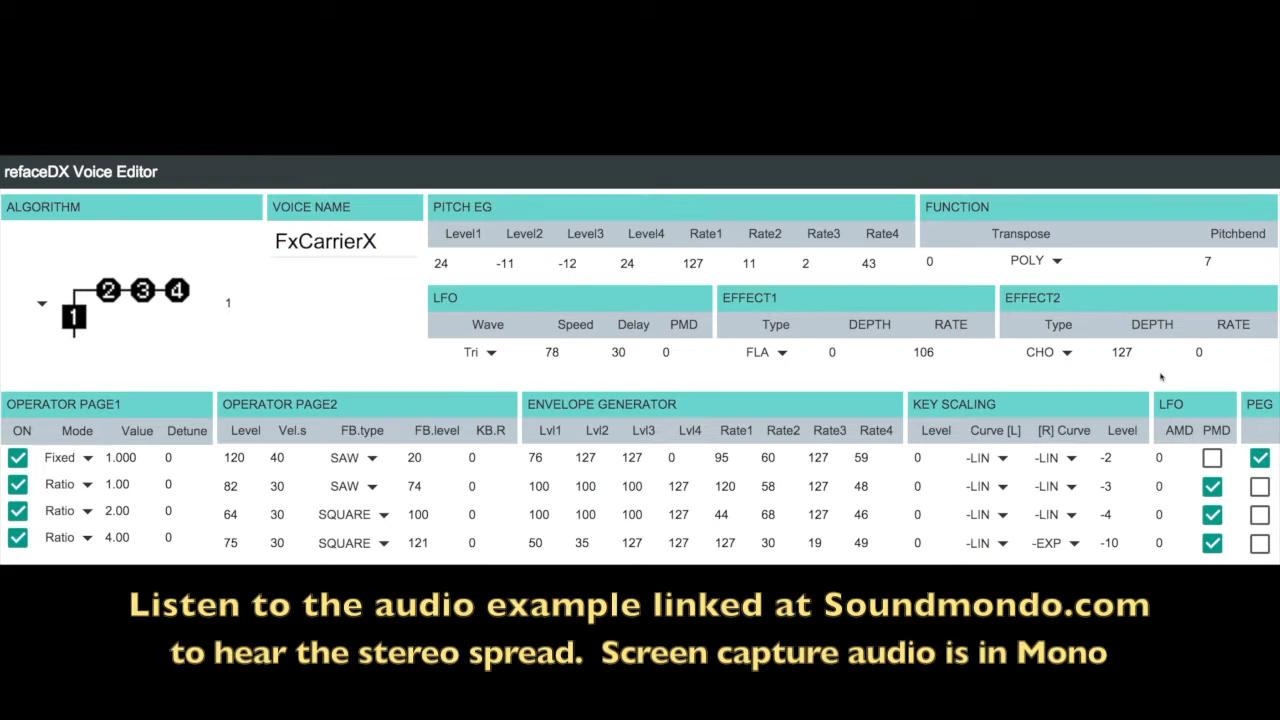 refaceDX Voice Editor
ALGORITHM VOICE NAME PITCH EG FUNCTION
Level1 Level2 Level3 Level4 Rate1 Rate2 Rate3 Rate4 Transpose Pitchbend
FxCarrierX
24 -11 -12 24 127 11 2 43 0 POLY 7
2 3 4
1
1
LFO EFFECT1 EFFECT2
Wave Speed Delay PMD Type DEPTH RATE Type DEPTH RATE
Tri 78 30 0 FLA 0 106 CHO 127 0
OPERATOR PAGE1 OPERATOR PAGE2 ENVELOPE GENERATOR KEY SCALING LFO PEG
ON Mode Value Detune Level Vel.s FB.type FB.level KB.R Lvl1 Lvl2 Lvl3 Lvl4 Rate1 Rate2 Rate3 Rate4 Level Curve [L] [R] Curve Level AMD PMD
Fixed 1.000 0 120 40 SAW 20 0 76 127 127 0 95 60 127 59 0 -LIN -LIN -2 0
Ratio 1.00 0 82 30 SAW 74 0 100 100 100 127 120 58 127 48 0 -LIN -LIN -3 0
Ratio 2.00 0 64 30 SQUARE 100 0 100 100 100 127 44 68 127 46 0 -LIN -LIN -4 0
Ratio 4.00 0 75 30 SQUARE 121 0 50 35 127 127 127 30 19 49 0 -LIN -EXP -10 0
Listen to the audio example linked at Soundmondo.com
to hear the stereo spread. Screen capture audio is in Mono